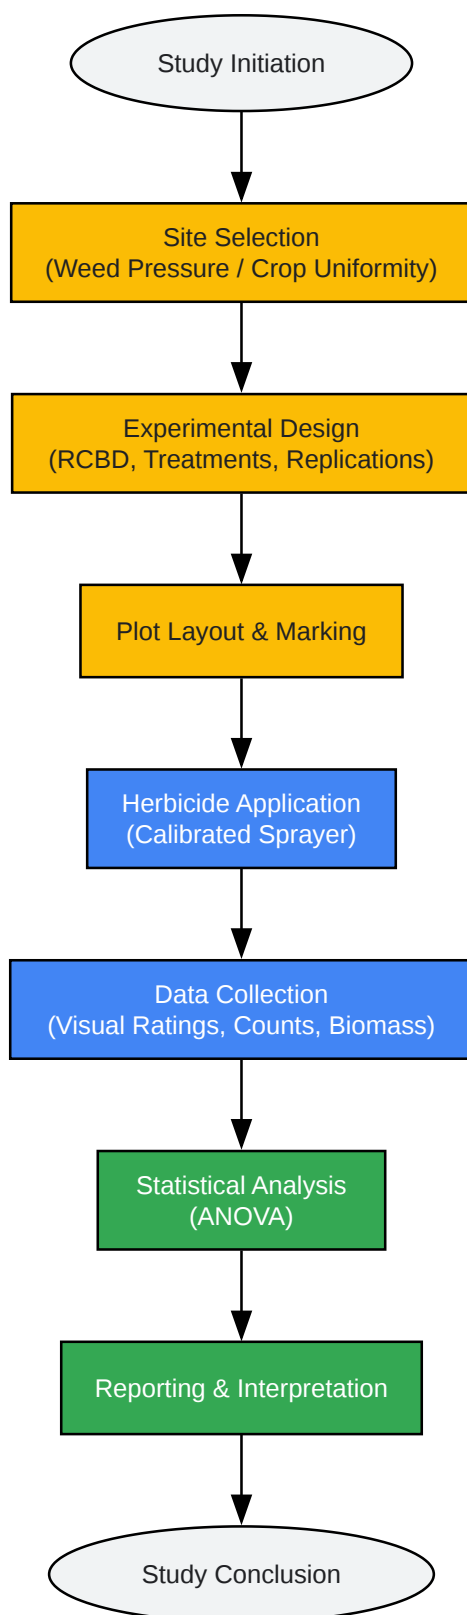 Study Initiation
Site Selection
(Weed Pressure / Crop Uniformity)
Experimental Design
(RCBD, Treatments, Replications)
Plot Layout & Marking
Herbicide Application
(Calibrated Sprayer)
Data Collection
(Visual Ratings, Counts, Biomass)
Statistical Analysis
(ANOVA)
Reporting & Interpretation
Study Conclusion